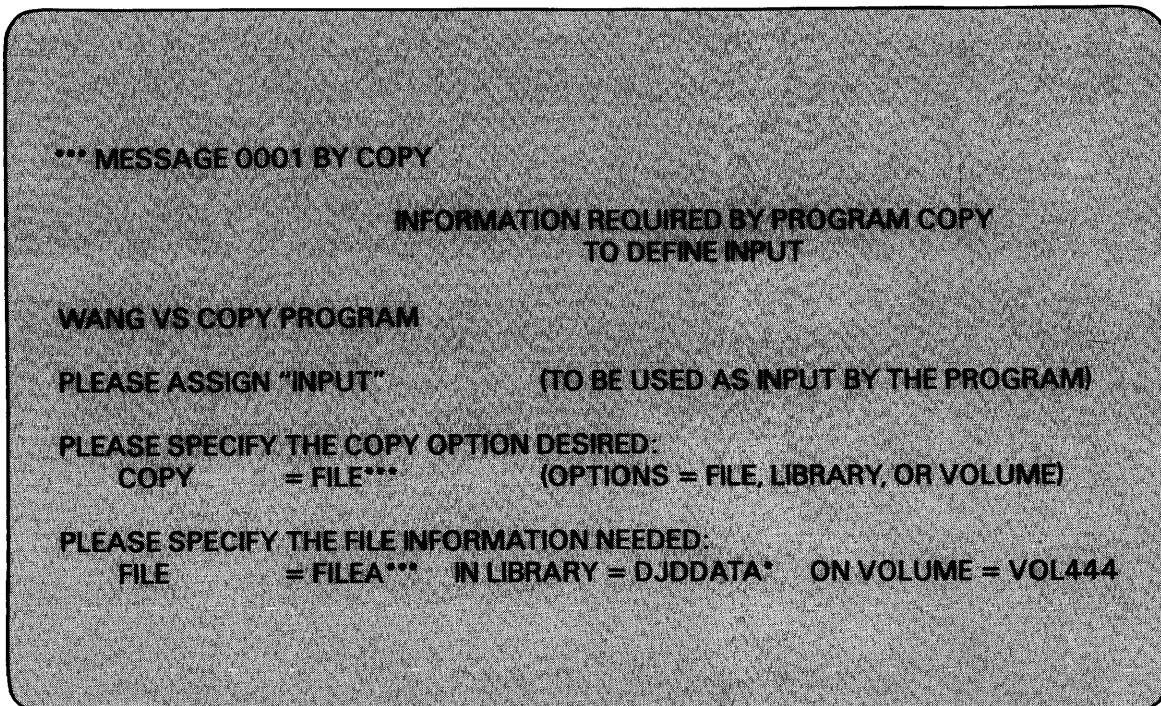 *** MESSAGE 0001 BY COPY
INFORMATION REQUIRED BY PROGRAM COPY
TO DEFINE INPUT
WANG VS COPY PROGRAM
PLEASE ASSIGN “INPUT” (TO BE USED AS INPUT BY THE PROGRAM)
PLEASE SPECIFY THE COPY OPTION DESIRED:
COPY = FILE*** (OPTIONS = FILE, LIBRARY, OR VOLUME)
PLEASE SPECIFY THE FILE INFORMATION NEEDED:
FILE = FILEA*** IN LIBRARY = DJDDATA* ON VOLUME = VOL444